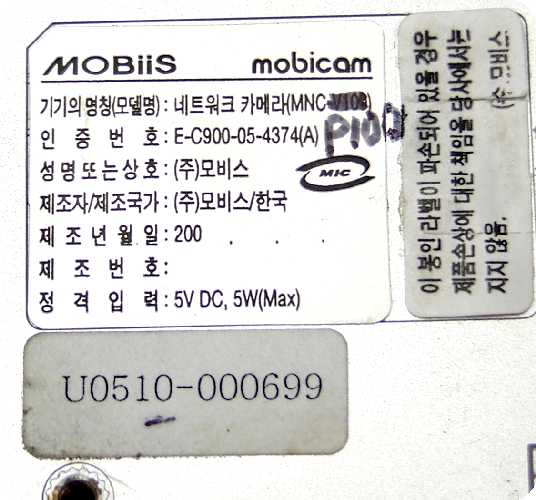 MOBiiS mobicam
기기의 명칭(모델명) : 네트워크 카메라(MNC-V103)
P100
인 증 번 호 : E-C900-05-4374(A)
성 명 또 는 상 호 : (주)모비스
MIC
제조자/제조국가 : (주)모비스/한국
제 조 년 월 일 : 200 . . .
제 조 번 호 :
정 격 입 력 : 5V DC, 5W(Max)
이 봉인 라벨이 파손되어 있을 경우
제품손상에 대한 책임을 당사에서는
지지 않음. (주)모비스
U0510-000699